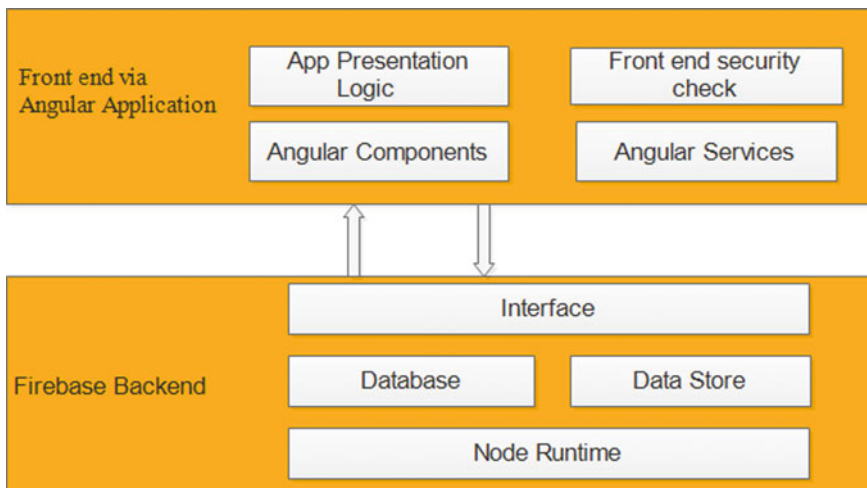 Front end via
Angular Application
App Presentation
Logic
Front end security
check
Angular Components
Angular Services
Interface
Firebase Backend
Database
Data Store
Node Runtime